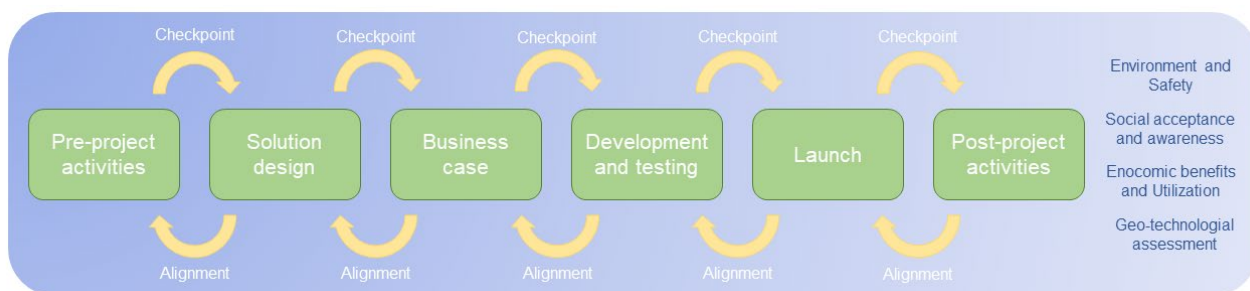 Checkpoint
Checkpoint
Checkpoint
Checkpoint
Checkpoint
Pre-project
activities
Solution
design
Business
case
Development
and testing
Launch
Post-project
activities
Alignment
Alignment
Alignment
Alignment
Alignment
Environment and
Safety
Social acceptance
and awareness
Enocomic benefits
and Utilization
Geo-technologial
assessment